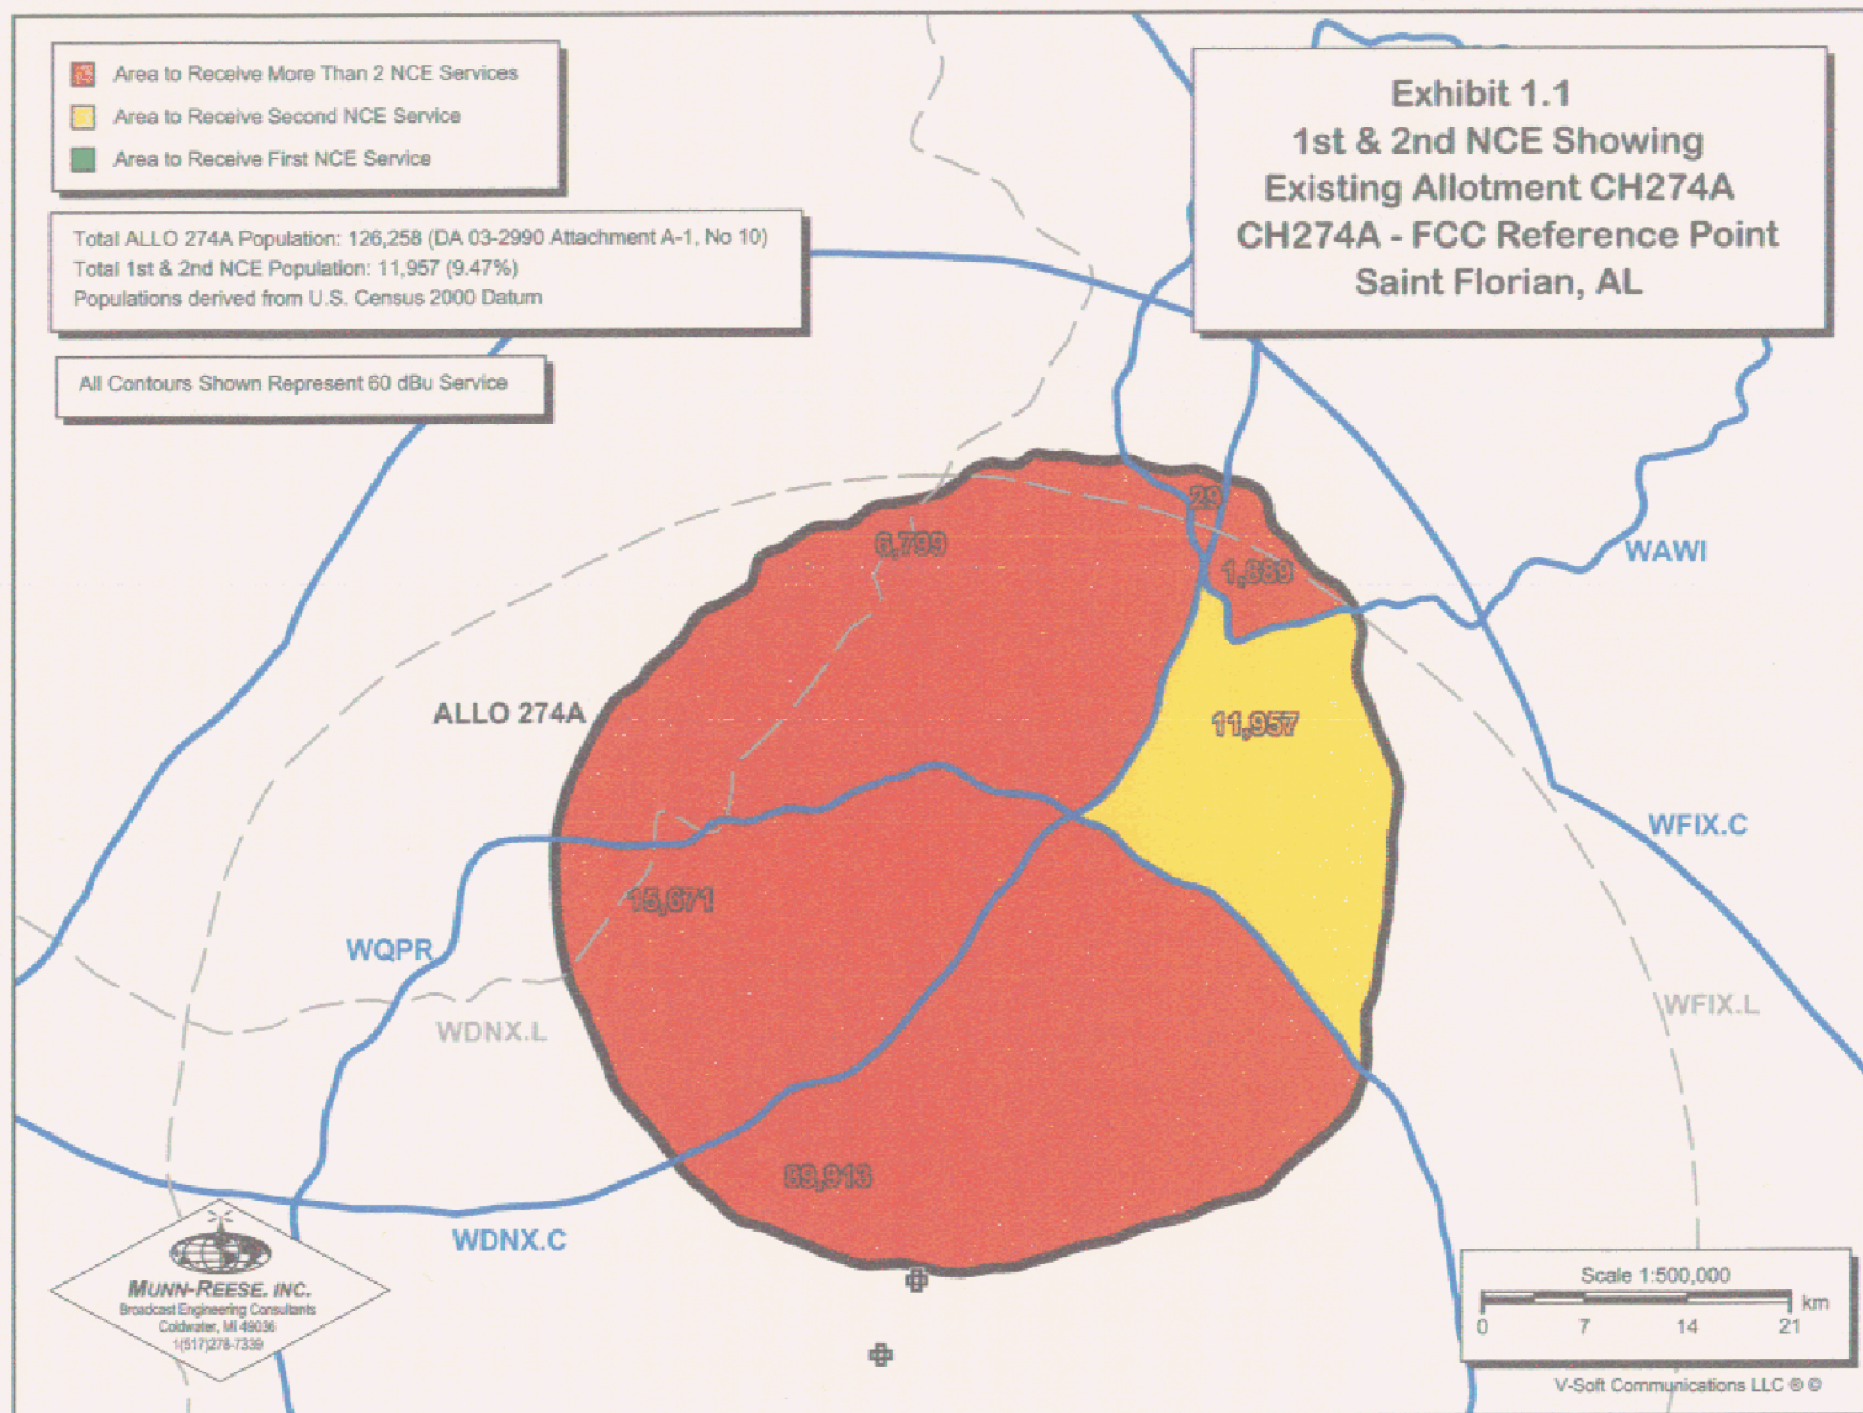 Area to Receive More Than 2 NCE Services
Area to Receive Second NCE Service
Area to Receive First NCE Service
Total ALLO 274A Population: 126,258 (DA 03-2990 Attachment A-1, No 10)
Total 1st & 2nd NCE Population: 11,957 (9.47%)
Populations derived from U.S. Census 2000 Datum
All Contours Shown Represent 60 dBu Service
Exhibit 1.1
1st & 2nd NCE Showing
Existing Allotment CH274A
CH274A - FCC Reference Point
Saint Florian, AL
29
6,799
1,889
WAWI
ALLO 274A
11,957
WFIX.C
15,671
WQPR
WFIX.L
WDNX.L
89,913
WDNX.C
MUNN-REESE, INC.
Broadcast Engineering Consultants
Coldwater, MI 49036
1(517)278-7339
Scale 1:500,000
km
0 7 14 21
V-Soft Communications LLC ® ©